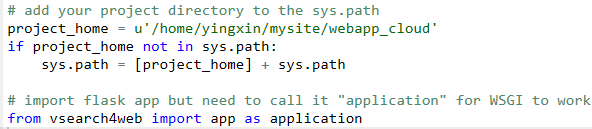 # add your project directory to the sys.path
project_home = u'/home/yingxin/mysite/webapp_cloud'
if project_home not in sys.path:
    sys.path = [project_home] + sys.path

# import flask app but need to call it "application" for WSGI to work
from vsearch4web import app as application